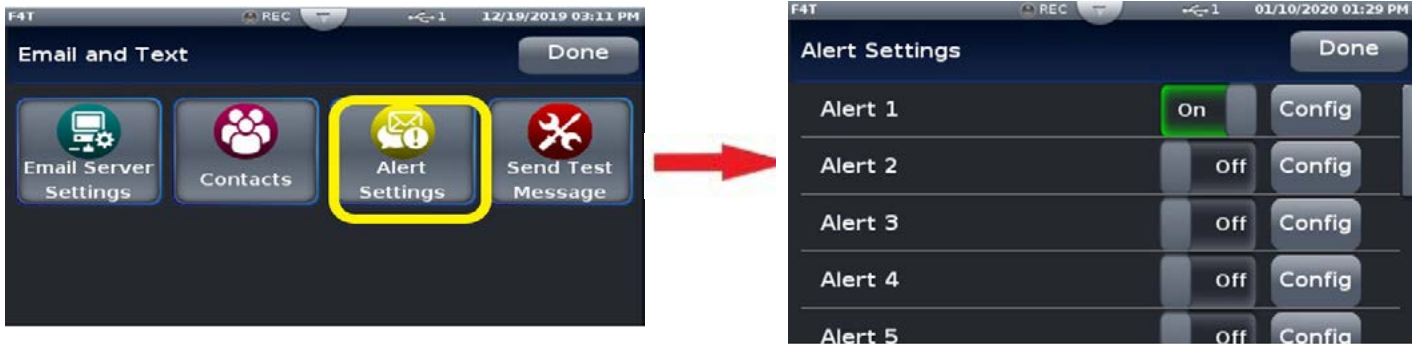 F4T REC 1 12/19/2019 03:11 PM
Email and Text Done
Email Server
Settings
Contacts
Alert
Settings
Send Test
Message
F4T REC 1 01/10/2020 01:29 PM
Alert Settings Done
Alert 1 On Config
Alert 2 Off Config
Alert 3 Off Config
Alert 4 Off Config
Alert 5 Off Config